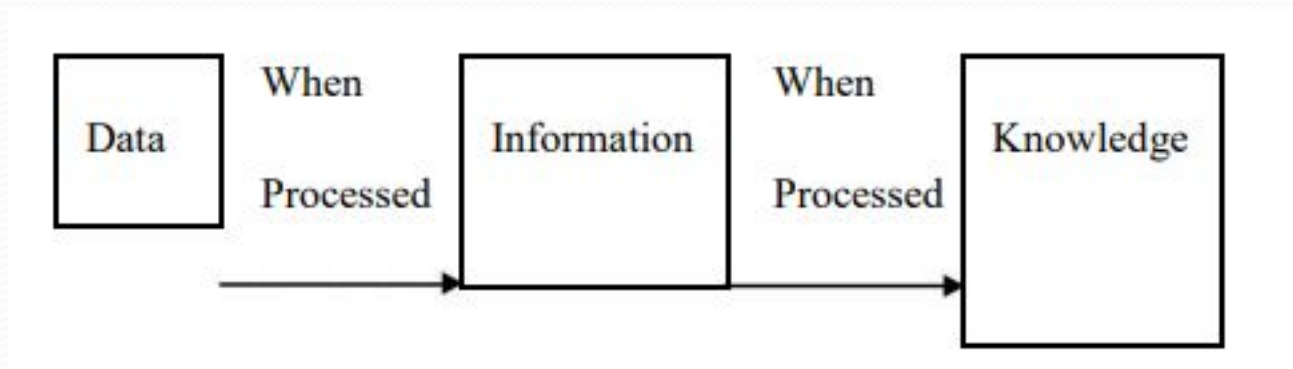 Data
When
Processed
Information
When
Processed
Knowledge